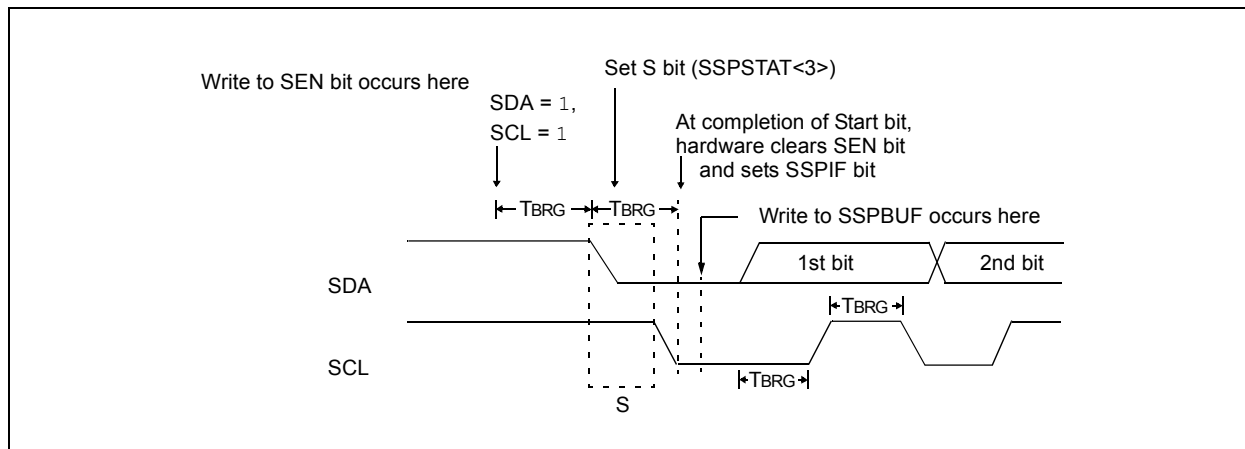 Write to SEN bit occurs here
Set S bit (SSPSTAT<3>)
SDA = 1,
SCL = 1
At completion of Start bit,
hardware clears SEN bit
and sets SSPIF bit
TBRG
TBRG
Write to SSPBUF occurs here
1st bit
2nd bit
SDA
TBRG
SCL
TBRG
S